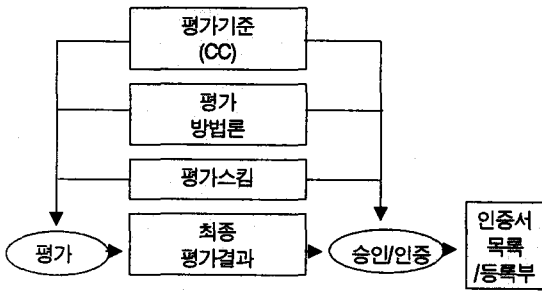 평가기준
(CC)
평가
방법론
평가스킴
평가
최종
평가결과
승인/인증
인증서
목록
/등록부